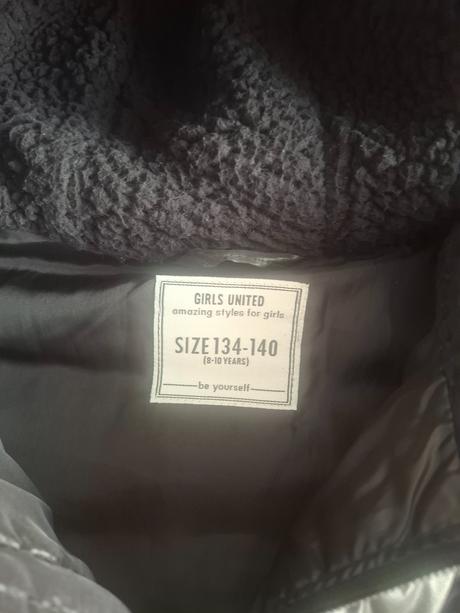 GIRLS UNITED
amazing styles for girls
SIZE 134-140
(8-10 YEARS)
be yourself